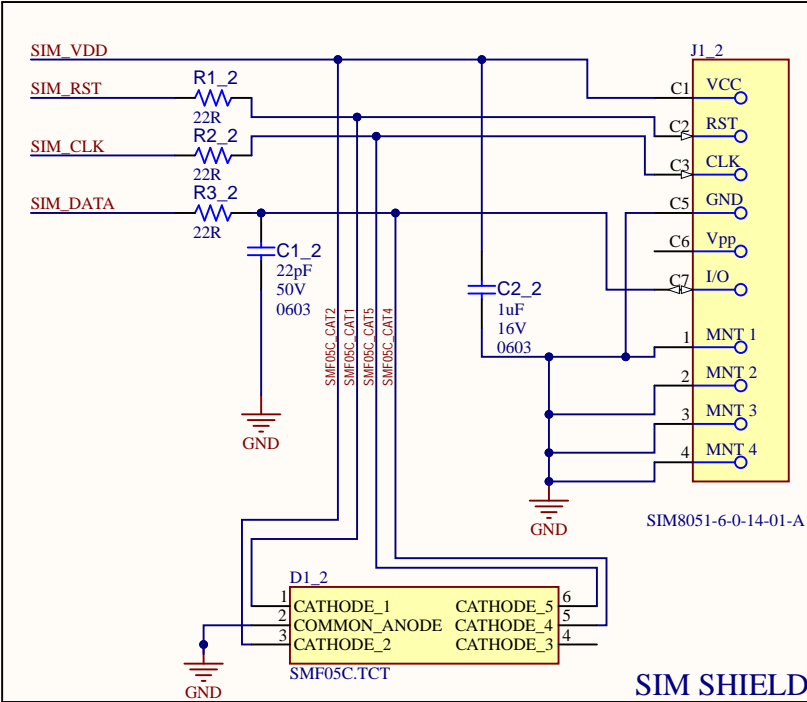 SIM_VDD
SIM_RST
SIM_CLK
SIM_DATA
R1_2
22R
R2_2
22R
R3_2
22R
C1_2
22pF
50V
0603
GND
SMF05C_CAT2
SMF05C_CAT1
SMF05C_CAT5
SMF05C_CAT4
C2_2
1uF
16V
0603
GND
J1_2
C1 VCC
C2 RST
C3 CLK
C5 GND
C6 Vpp
C7 I/O
1 MNT 1
2 MNT 2
3 MNT 3
4 MNT 4
SIM8051-6-0-14-01-A
D1_2
1 CATHODE_1 CATHODE_5 6
2 COMMON_ANODE CATHODE_4 5
3 CATHODE_2 CATHODE_3 4
SMF05C.TCT
GND
SIM SHIELD